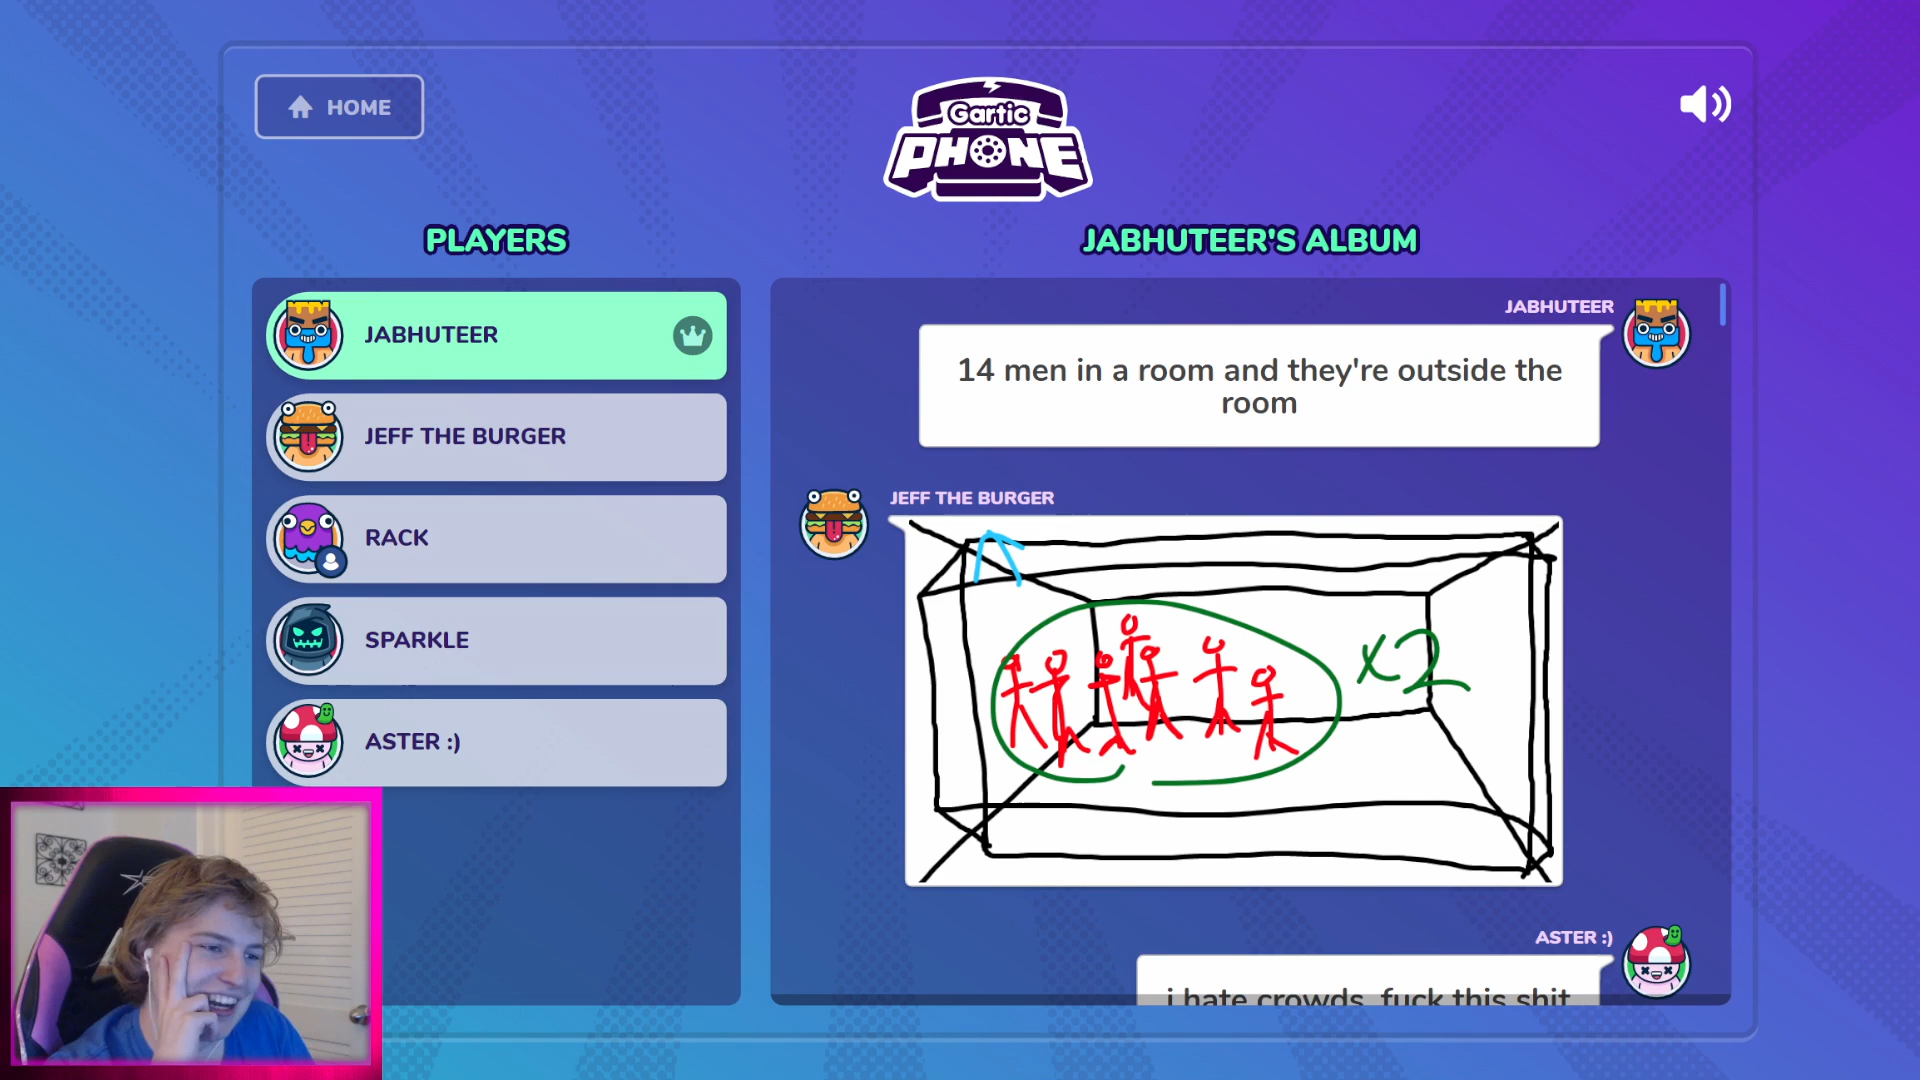 HOME
Gartic
PHONE
PLAYERS
JABHUTEER
JEFF THE BURGER
RACK
SPARKLE
ASTER :)
JABHUTEER'S ALBUM
JABHUTEER
14 men in a room and they're outside the
room
JEFF THE BURGER
x2
ASTER :)
i hate crowds, fuck this shit